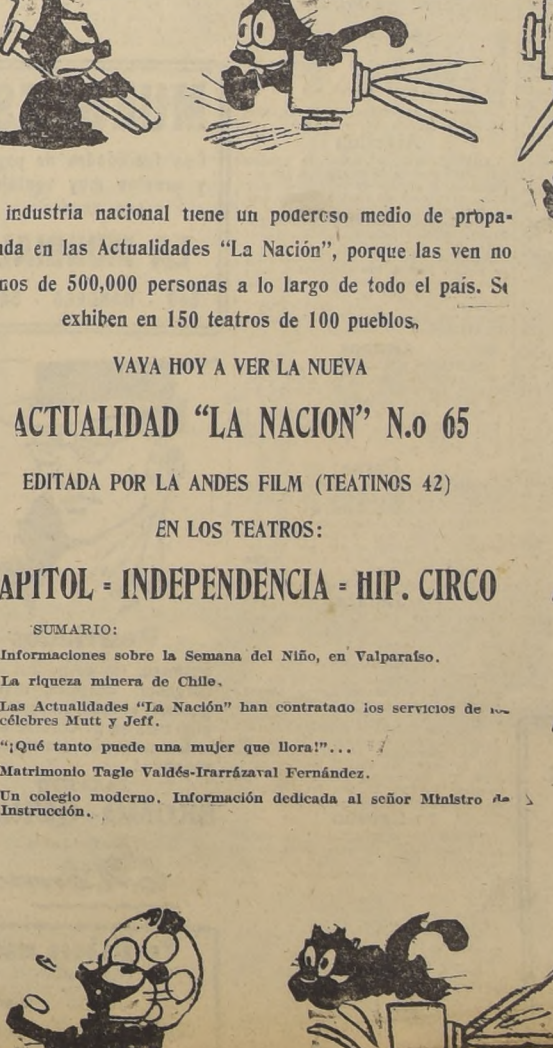 industria nacional tiene un poderoso medio de propa-
da en las Actualidades “La Nación”, porque las ven no
nos de 500,000 personas a lo largo de todo el país. Se
exhiben en 150 teatros de 100 pueblos.
VAYA HOY A VER LA NUEVA
ACTUALIDAD “LA NACION” N.o 65
EDITADA POR LA ANDES FILM (TEATINOS 42)
EN LOS TEATROS:
APITOL = INDEPENDENCIA = HIP. CIRCO
SUMARIO:
Informaciones sobre la Semana del Niño, en Valparaíso.
La riqueza minera de Chile.
Las Actualidades “La Nación” han contratado los servicios de los
célebres Mutt y Jeff.
“¡Qué tanto puede una mujer que llora!”...
Matrimonio Tagle Valdés-Irarrázaval Fernández.
Un colegio moderno. Información dedicada al señor Ministro de
Instrucción.